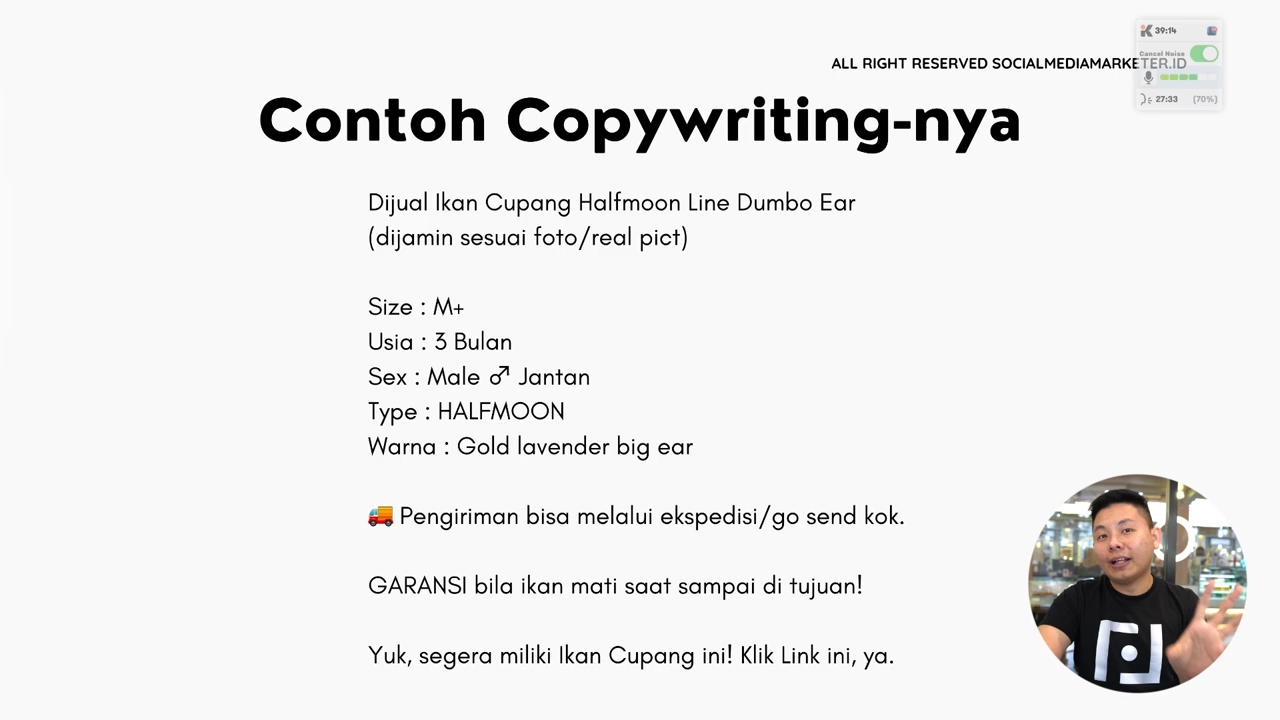 39:14
Cancel Noise
ALL RIGHT RESERVED SOCIALMEDIAMARKETER.ID
27:33 (70%)
Contoh Copywriting-nya
Dijual Ikan Cupang Halfmoon Line Dumbo Ear
(dijamin sesuai foto/real pict)
Size : M+
Usia : 3 Bulan
Sex : Male ♂ Jantan
Type : HALFMOON
Warna : Gold lavender big ear
🚚 Pengiriman bisa melalui ekspedisi/go send kok.
GARANSI bila ikan mati saat sampai di tujuan!
Yuk, segera miliki Ikan Cupang ini! Klik Link ini, ya.